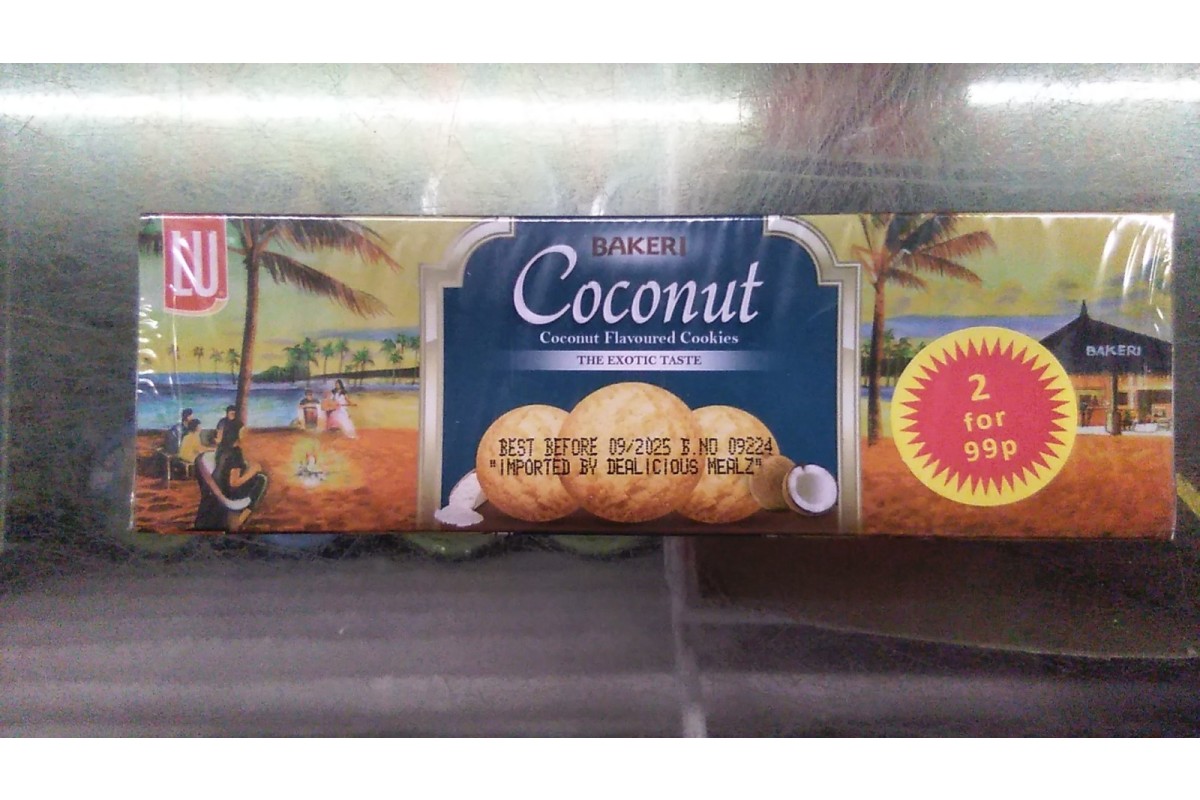 LU
BAKERI
Coconut
Coconut Flavoured Cookies
THE EXOTIC TASTE
BEST BEFORE 09/2025 B.NO 09224
"IMPORTED BY DEALICIOUS MEALZ"
BAKERI
2
for
99p